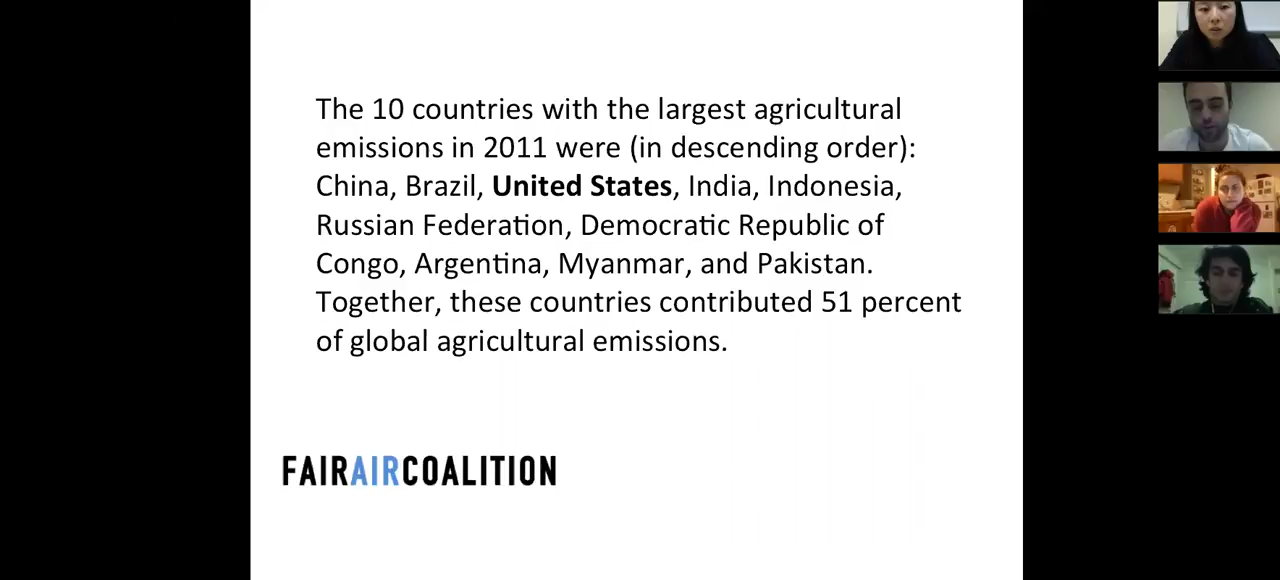 The 10 countries with the largest agricultural
emissions in 2011 were (in descending order):
China, Brazil, United States, India, Indonesia,
Russian Federation, Democratic Republic of
Congo, Argentina, Myanmar, and Pakistan.
Together, these countries contributed 51 percent
of global agricultural emissions.
FAIRAIRCOALITION